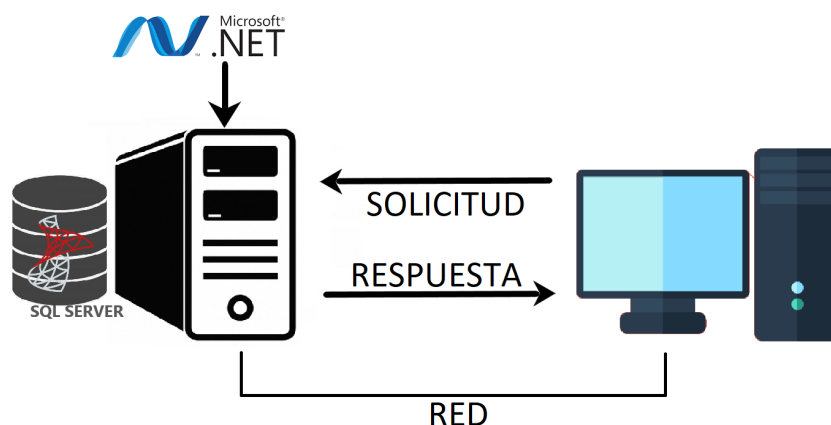 Microsoft®
.NET
SOLICITUD
RESPUESTA
SQL SERVER
RED